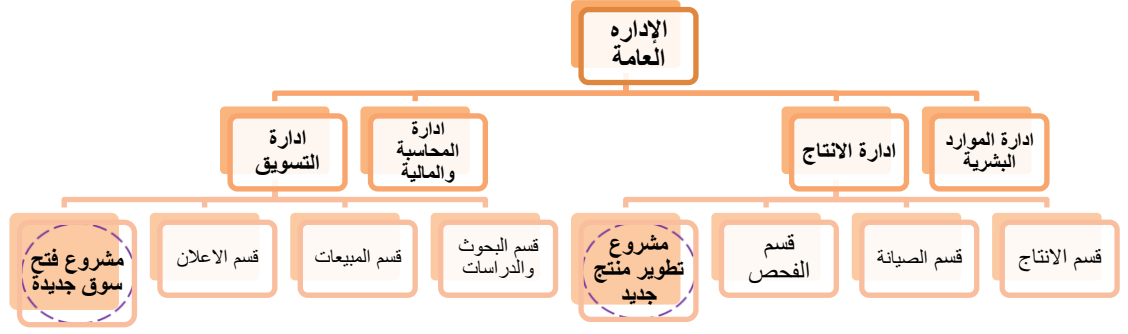 الإداره
العامة
ادارة الموارد
البشرية
ادارة الانتاج
ادارة
المحاسبة
والمالية
ادارة
التسويق
قسم الانتاج
قسم الصيانة
قسم
الفحص
مشروع
تطوير منتج
جديد
قسم البحوث
والدراسات
قسم المبيعات
قسم الاعلان
مشروع فتح
سوق جديدة